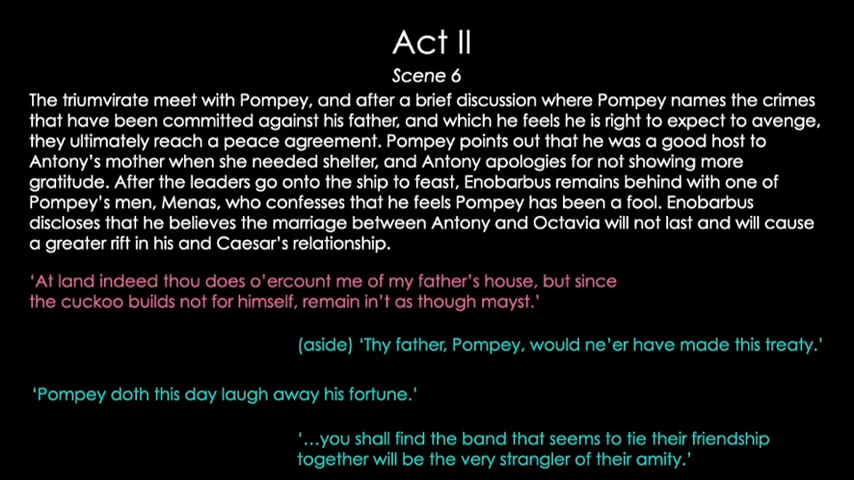 Act II
Scene 6
The triumvirate meet with Pompey, and after a brief discussion where Pompey names the crimes
that have been committed against his father, and which he feels he is right to expect to avenge,
they ultimately reach a peace agreement. Pompey points out that he was a good host to
Antony's mother when she needed shelter, and Antony apologies for not showing more
gratitude. After the leaders go onto the ship to feast, Enobarbus remains behind with one of
Pompey's men, Menas, who confesses that he feels Pompey has been a fool. Enobarbus
discloses that he believes the marriage between Antony and Octavia will not last and will cause
a greater rift in his and Caesar's relationship.
'At land indeed thou does o'ercount me of my father's house, but since
the cuckoo builds not for himself, remain in't as though mayst.'
(aside) 'Thy father, Pompey, would ne'er have made this treaty.'
'Pompey doth this day laugh away his fortune.'
'…you shall find the band that seems to tie their friendship
together will be the very strangler of their amity.'